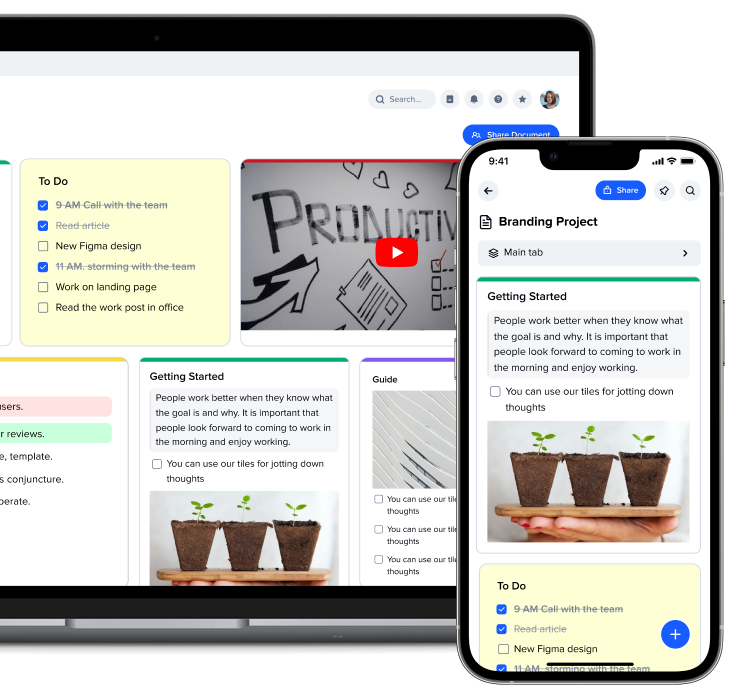 Search...
Share Document
To Do
9 AM Call with the team
Read article
New Figma design
11 AM. storming with the team
Work on landing page
Read the work post in office
PRODUCTIV
r reviews.
e, template.
s conjuncture.
Getting Started
People work better when they know what
the goal is and why. It is important that
people look forward to coming to work in
the morning and enjoy working.
You can use our tiles for jotting down
thoughts
Guide
You can use our
thoughts
You can use our
thoughts
You can use our
thoughts
9:41
Share
Branding Project
Main tab
Getting Started
People work better when they know what
the goal is and why. It is important that
people look forward to coming to work in
the morning and enjoy working.
You can use our tiles for jotting down
thoughts
To Do
9 AM Call with the team
Read article
New Figma design
11 AM. storming with the team